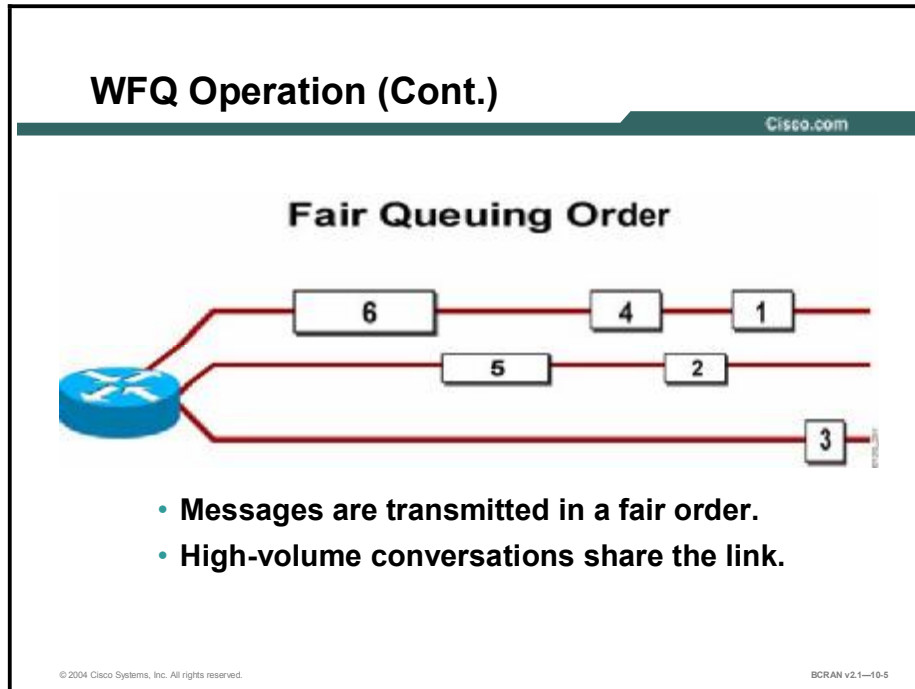 WFQ Operation (Cont.)
Cisco.com
Fair Queuing Order
6 4 1
5 2
3
• Messages are transmitted in a fair order.
• High-volume conversations share the link.
© 2004 Cisco Systems, Inc. All rights reserved.
BCRAN v2.1—10-5